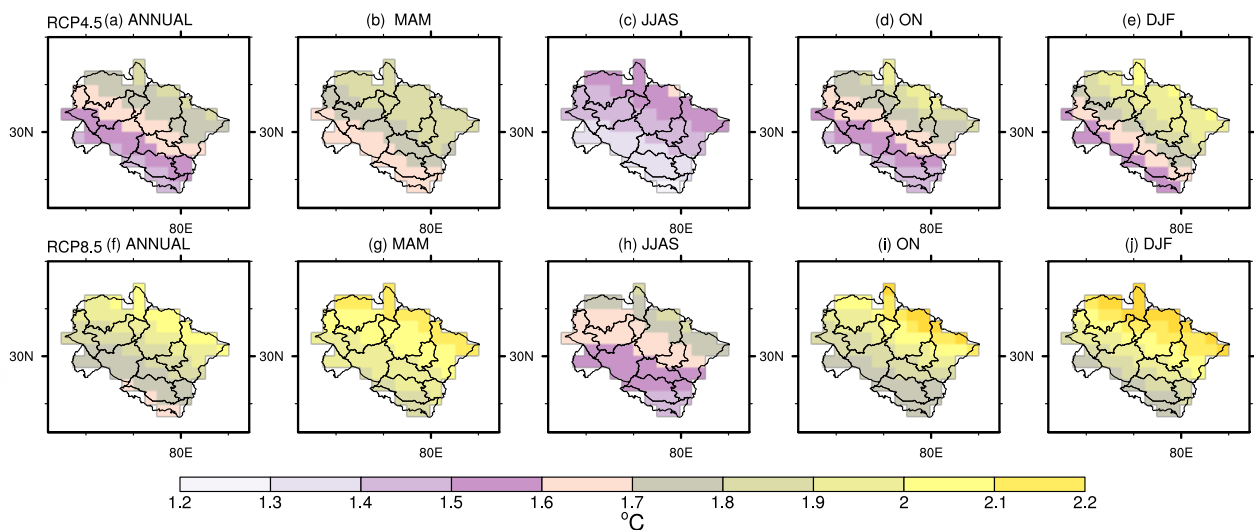 RCP4.5 (a) ANNUAL (b) MAM (c) JJAS (d) ON (e) DJF
30N 30N 30N 30N 30N
80E 80E 80E 80E 80E
RCP8.5 (f) ANNUAL (g) MAM (h) JJAS (i) ON (j) DJF
30N 30N 30N 30N 30N
80E 80E 80E 80E 80E
1.2 1.3 1.4 1.5 1.6 1.7 1.8 1.9 2 2.1 2.2
°C